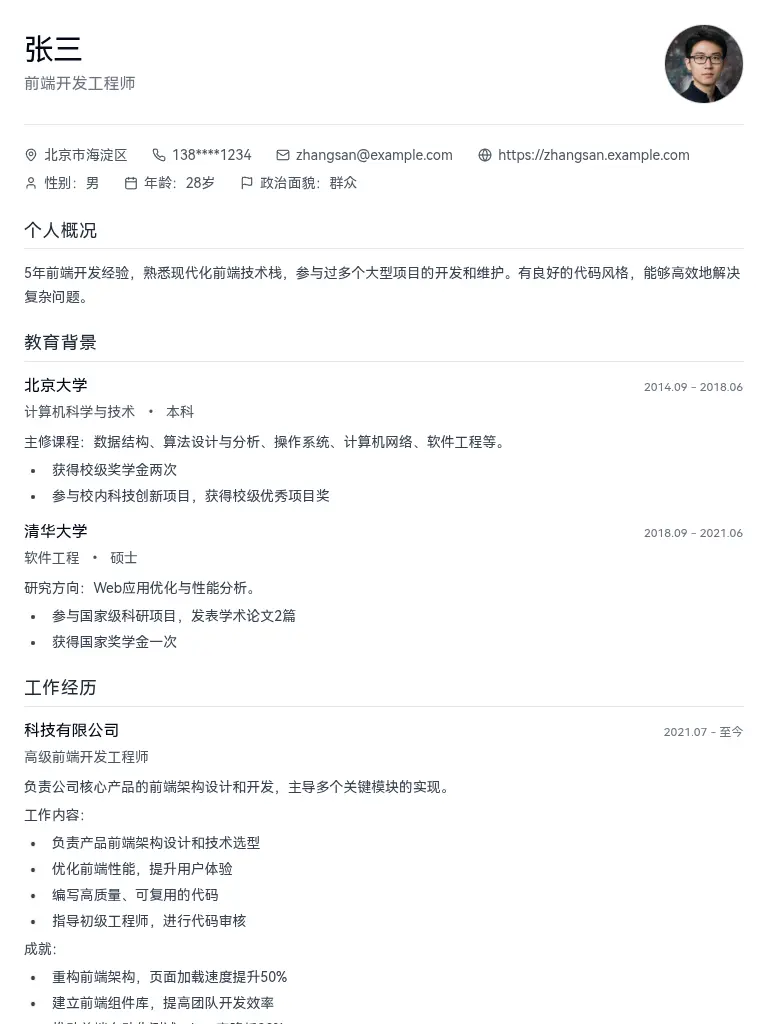 张三
前端开发工程师
北京市海淀区 138****1234 zhangsan@example.com https://zhangsan.example.com
性别：男 年龄：28岁 政治面貌：群众
个人概况
5年前端开发经验，熟悉现代化前端技术栈，参与过多个大型项目的开发和维护。有良好的代码风格，能够高效地解决
复杂问题。
教育背景
北京大学 2014.09 - 2018.06
计算机科学与技术 • 本科
主修课程：数据结构、算法设计与分析、操作系统、计算机网络、软件工程等。
• 获得校级奖学金两次
• 参与校内科技创新项目，获得校级优秀项目奖
清华大学 2018.09 - 2021.06
软件工程 • 硕士
研究方向：Web应用优化与性能分析。
• 参与国家级科研项目，发表学术论文2篇
• 获得国家奖学金一次
工作经历
科技有限公司 2021.07 - 至今
高级前端开发工程师
负责公司核心产品的前端架构设计和开发，主导多个关键模块的实现。
工作内容：
• 负责产品前端架构设计和技术选型
• 优化前端性能，提升用户体验
• 编写高质量、可复用的代码
• 指导初级工程师，进行代码审核
成就：
• 重构前端架构，页面加载速度提升50%
• 建立前端组件库，提高团队开发效率